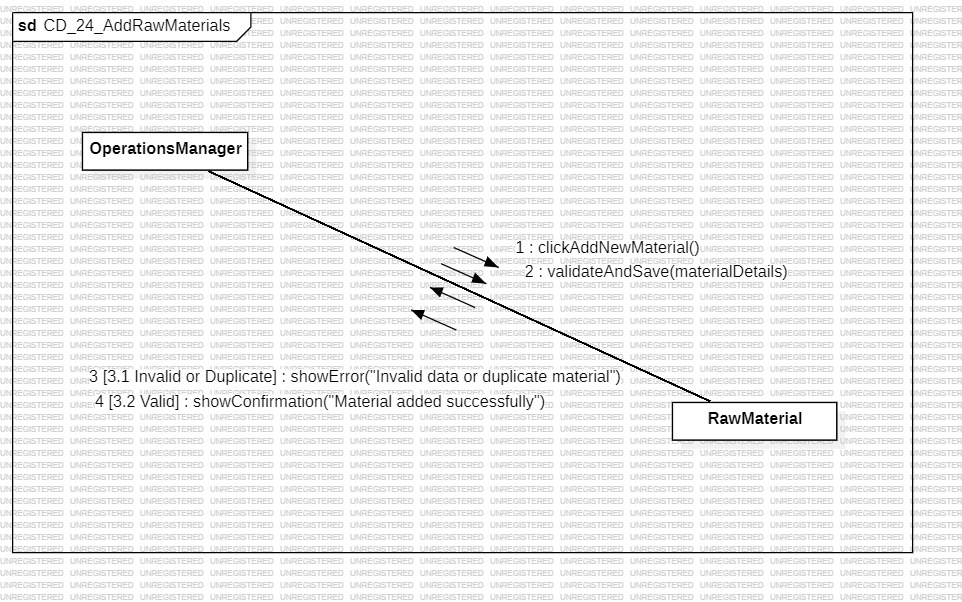 sd CD_24_AddRawMaterials
OperationsManager
1 : clickAddNewMaterial()
2 : validateAndSave(materialDetails)
3 [3.1 Invalid or Duplicate] : showError("Invalid data or duplicate material")
4 [3.2 Valid] : showConfirmation("Material added successfully")
RawMaterial
UNREGISTERED